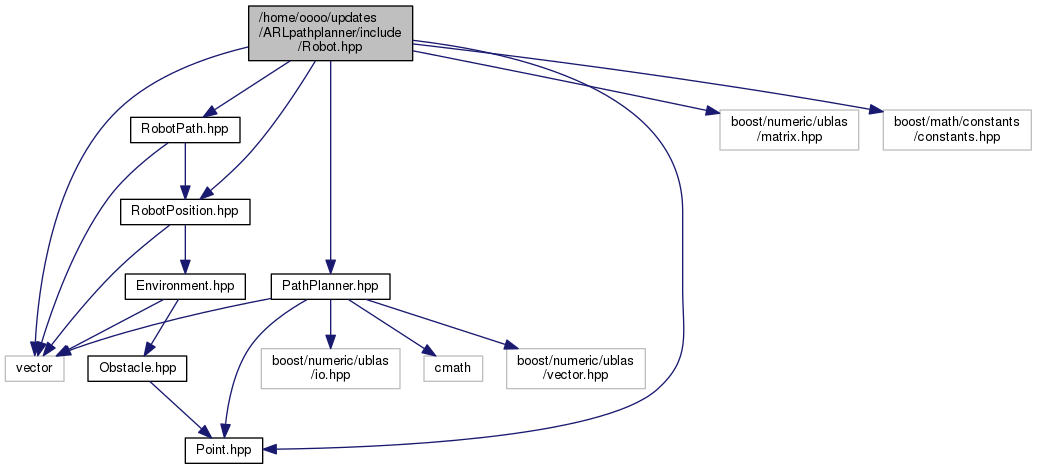 /home/oooo/updates
/ARLpathplanner/include
/Robot.hpp
RobotPath.hpp
boost/numeric/ublas
/matrix.hpp
boost/math/constants
/constants.hpp
RobotPosition.hpp
Environment.hpp
PathPlanner.hpp
vector
Obstacle.hpp
boost/numeric/ublas
/io.hpp
cmath
boost/numeric/ublas
/vector.hpp
Point.hpp